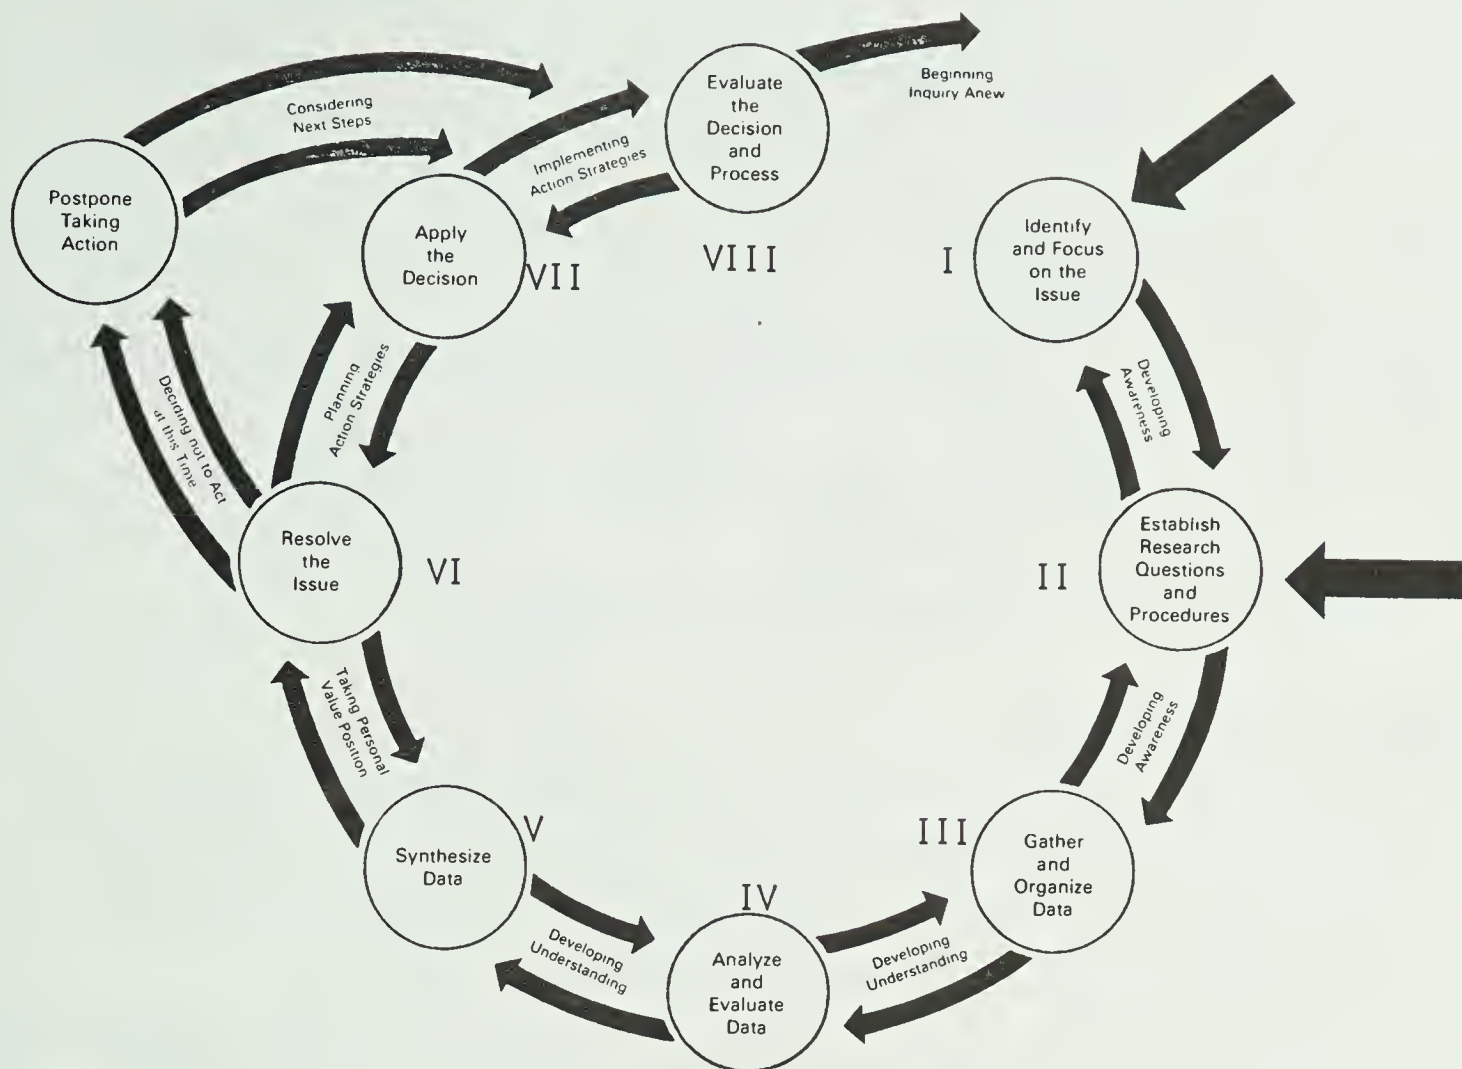 I
Identify
and Focus
on the
Issue
Developing
Awareness
II
Establish
Research
Questions
and
Procedures
Developing
Awareness
III
Gather
and
Organize
Data
Developing
Understanding
IV
Analyze
and
Evaluate
Data
Developing
Understanding
V
Synthesize
Data
Taking Personal
Value Position
VI
Resolve
the
Issue
Deciding not to Act
at this Time
Postpone
Taking
Action
Considering
Next Steps
Planning
Action Strategies
VII
Apply
the
Decision
Implementing
Action Strategies
VIII
Evaluate
the
Decision
and
Process
Beginning
Inquiry Anew